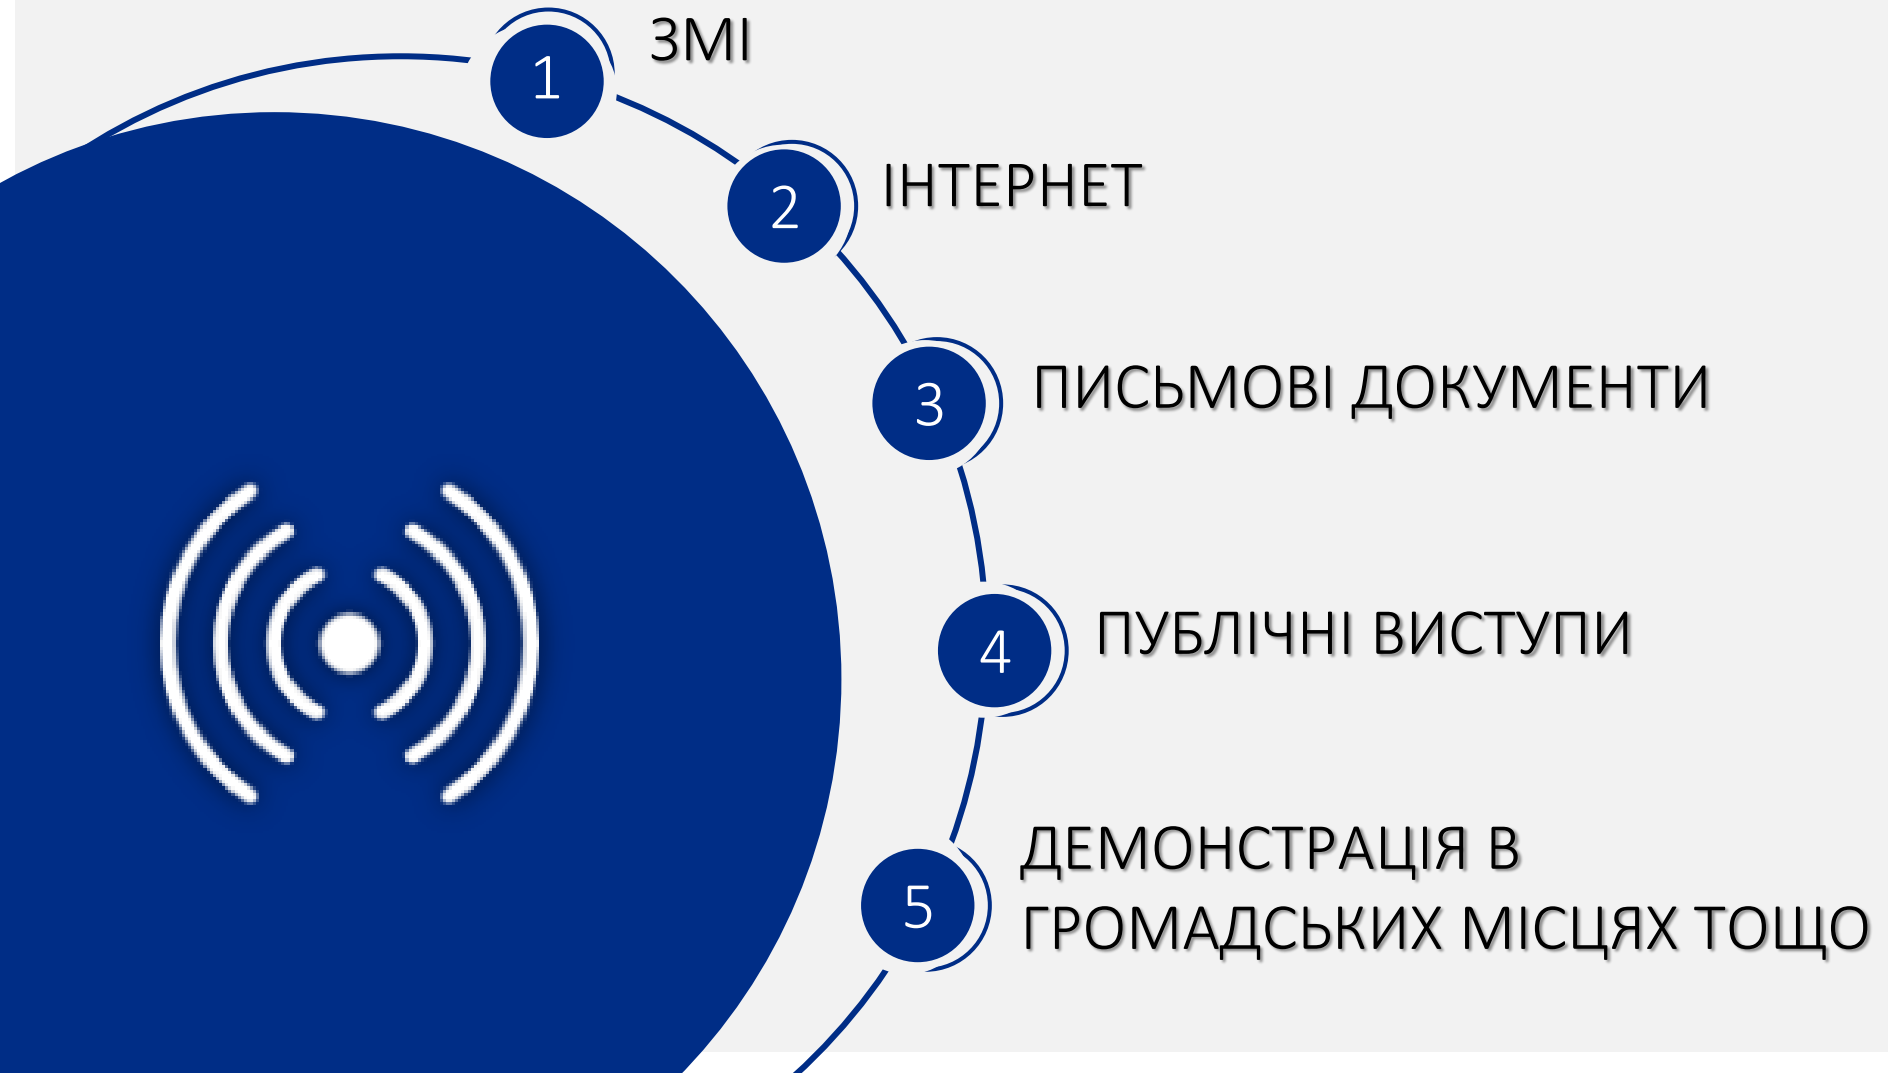 1
ЗМІ
2
ІНТЕРНЕТ
3
ПИСЬМОВІ ДОКУМЕНТИ
4
ПУБЛІЧНІ ВИСТУПИ
5
ДЕМОНСТРАЦІЯ В
ГРОМАДСЬКИХ МІСЦЯХ ТОЩО